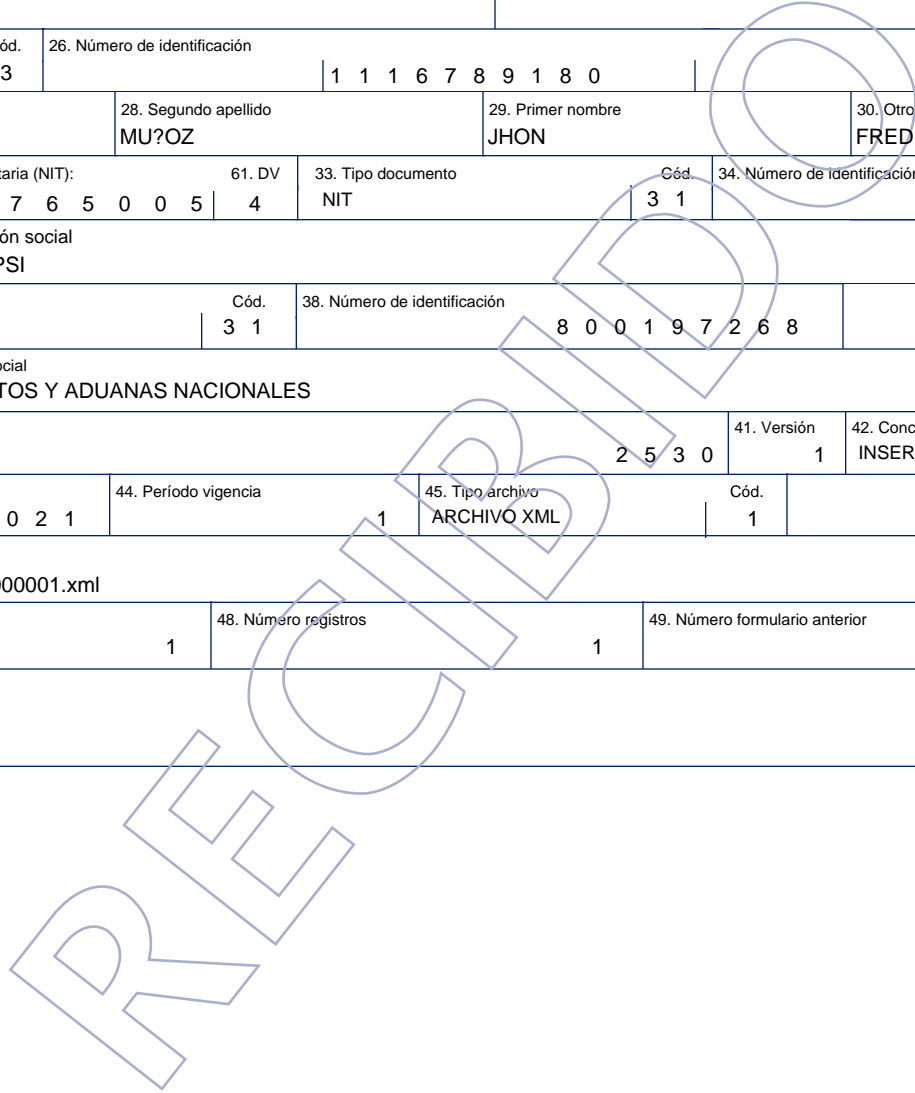 ód. 26. Número de identificación
3 1 1 1 6 7 8 9 1 8 0
28. Segundo apellido 29. Primer nombre 30. Otro
MU?OZ JHON FRED
taria (NIT): 61. DV 33. Tipo documento Cód. 34. Número de identificación
7 6 5 0 0 5 4 NIT 3 1
ón social
PSI
Cód. 38. Número de identificación
3 1 8 0 0 1 9 7 2 6 8
ocial
TOS Y ADUANAS NACIONALES
41. Versión 42. Conc
2 5 3 0 1 INSER
44. Período vigencia 45. Tipo archivo Cód.
0 2 1 1 ARCHIVO XML 1
000001.xml
48. Número registros 49. Número formulario anterior
1 1
RECIBIDO